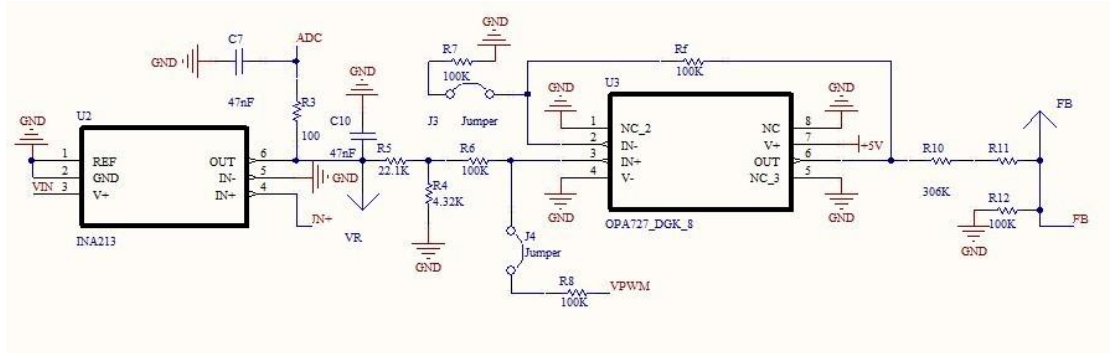 GND
C7
ADC
GND
47nF
R3
100
GND
C10
47nF
GND
R7
100K
J3
Jumper
Rf
100K
U2
GND
1
REF
2
GND
VIN
3
V+
OUT
6
IN-
5
GND
IN+
4
JN+
INA213
VR
R5
22.1K
R4
4.32K
GND
R6
100K
J4
Jumper
R8
100K
VPWM
U3
GND
1
NC_2
2
IN-
3
IN+
4
V-
GND
NC
8
GND
V+
7
+5V
OUT
6
NC_3
5
GND
OPA727_DGK_8
R10
306K
R11
FB
R12
100K
GND
FB